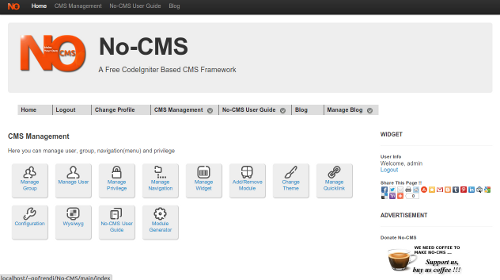 NO Home CMS Management No-CMS User Guide Blog
NO CMS
No-CMS
A Free CodeIgniter Based CMS Framework
Home Logout Change Profile CMS Management No-CMS User Guide Blog Manage Blog
CMS Management
Here you can manage user, group, navigation(menu) and privilege
Manage Group
Manage User
Manage Privilege
Manage Navigation
Manage Widget
Add/Remove Module
Change Theme
Manage Quicklink
Configuration
Wysiwyg
No-CMS User Guide
Module Generator
WIDGET
User Info
Welcome, admin
Logout
Share This Page
ADVERTISEMENT
Donate No-CMS
WE NEED COFFEE TO
MAKE No-CMS ...
Support us,
buy us coffee !!!
localhost/~gofrendi/No-CMS/main/index